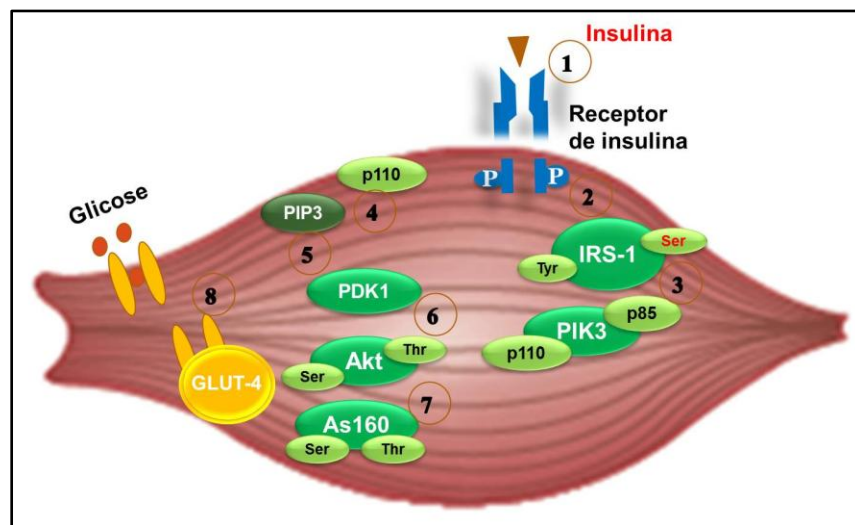 Insulina
1
Receptor
de insulina
P
P
2
p110
4
PIP3
5
Glicose
IRS-1
Ser
Tyr
3
PDK1
6
p85
PIK3
p110
8
Akt
Thr
Ser
GLUT-4
7
As160
Ser
Thr